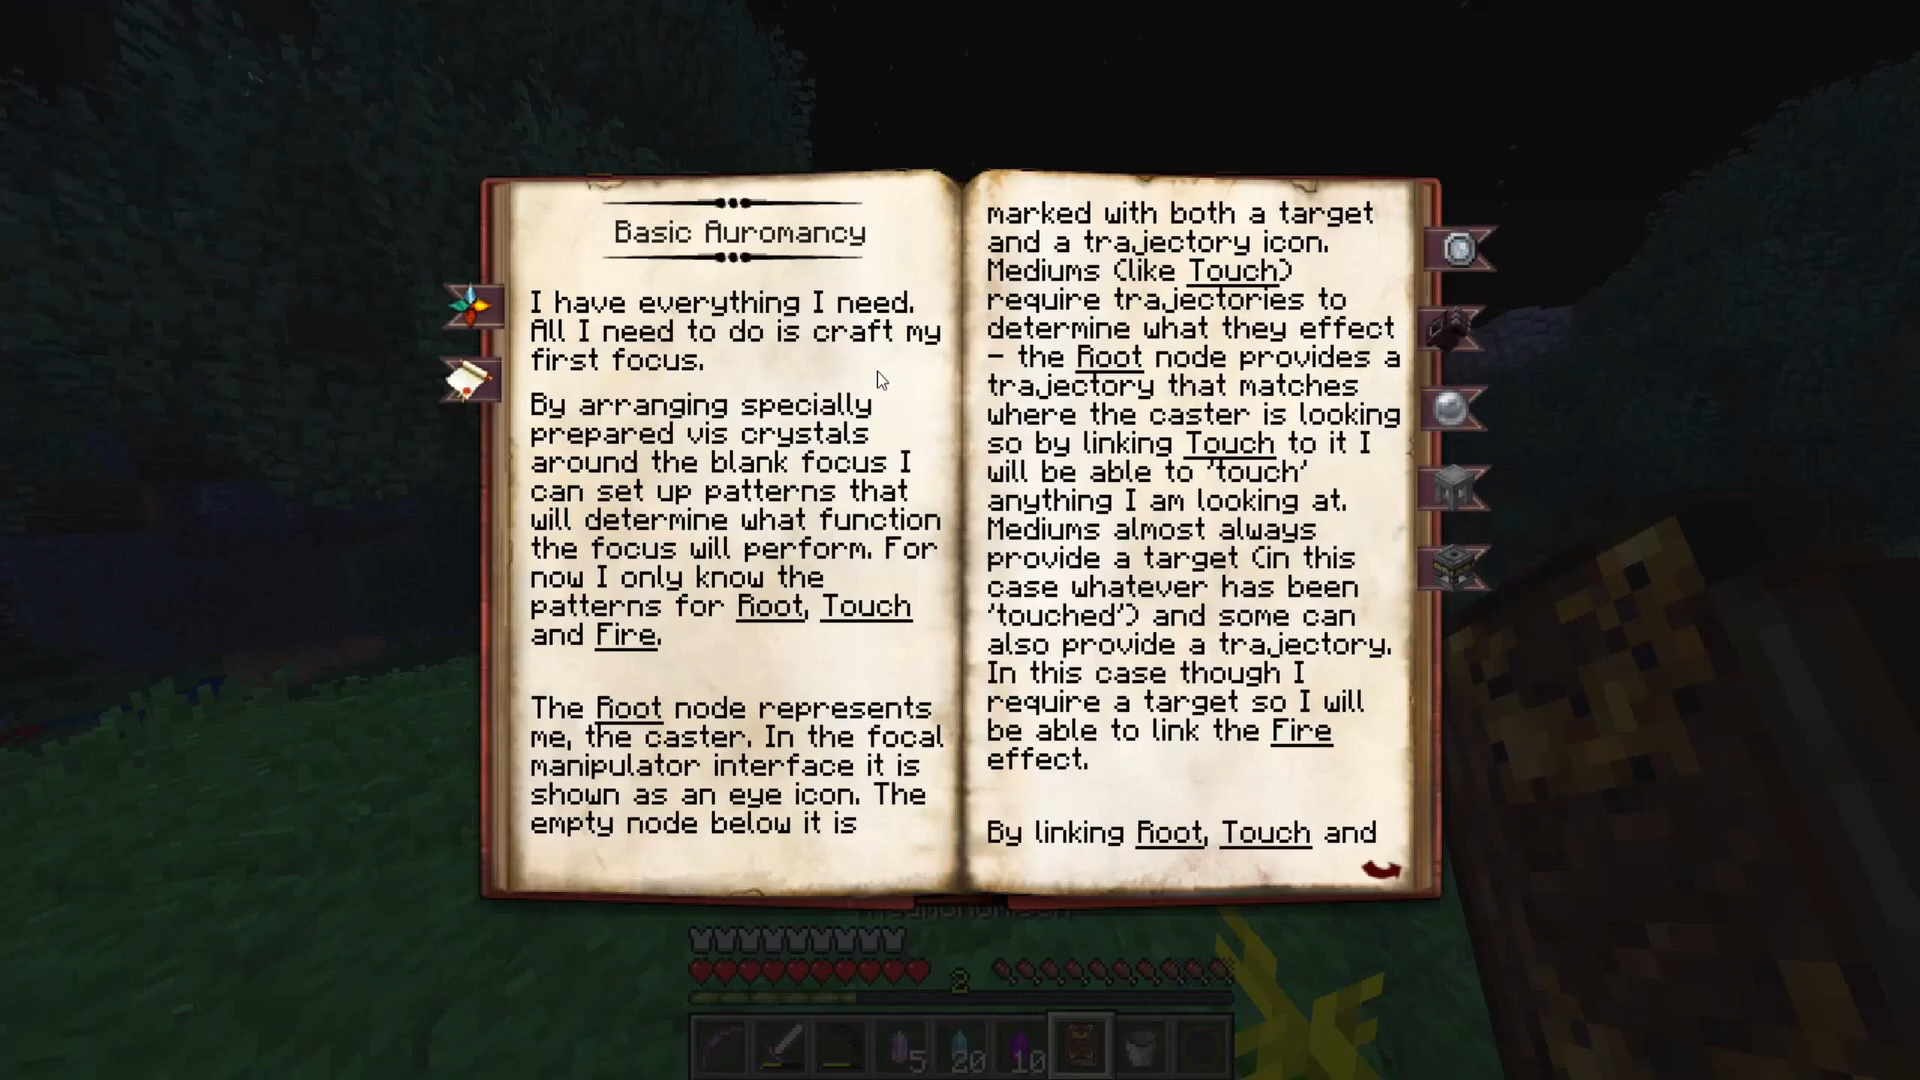 Basic Auromancy
I have everything I need.
All I need to do is craft my
first focus.
By arranging specially
prepared vis crystals
around the blank focus I
can set up patterns that
will determine what function
the focus will perform. For
now I only know the
patterns for Root, Touch
and Fire.
The Root node represents
me, the caster. In the focal
manipulator interface it is
shown as an eye icon. The
empty node below it is
marked with both a target
and a trajectory icon.
Mediums (like Touch)
require trajectories to
determine what they effect
- the Root node provides a
trajectory that matches
where the caster is looking
so by linking Touch to it I
will be able to 'touch'
anything I am looking at.
Mediums almost always
provide a target (in this
case whatever has been
'touched') and some can
also provide a trajectory.
In this case though I
require a target so I will
be able to link the Fire
effect.
By linking Root, Touch and
2
5 20 10